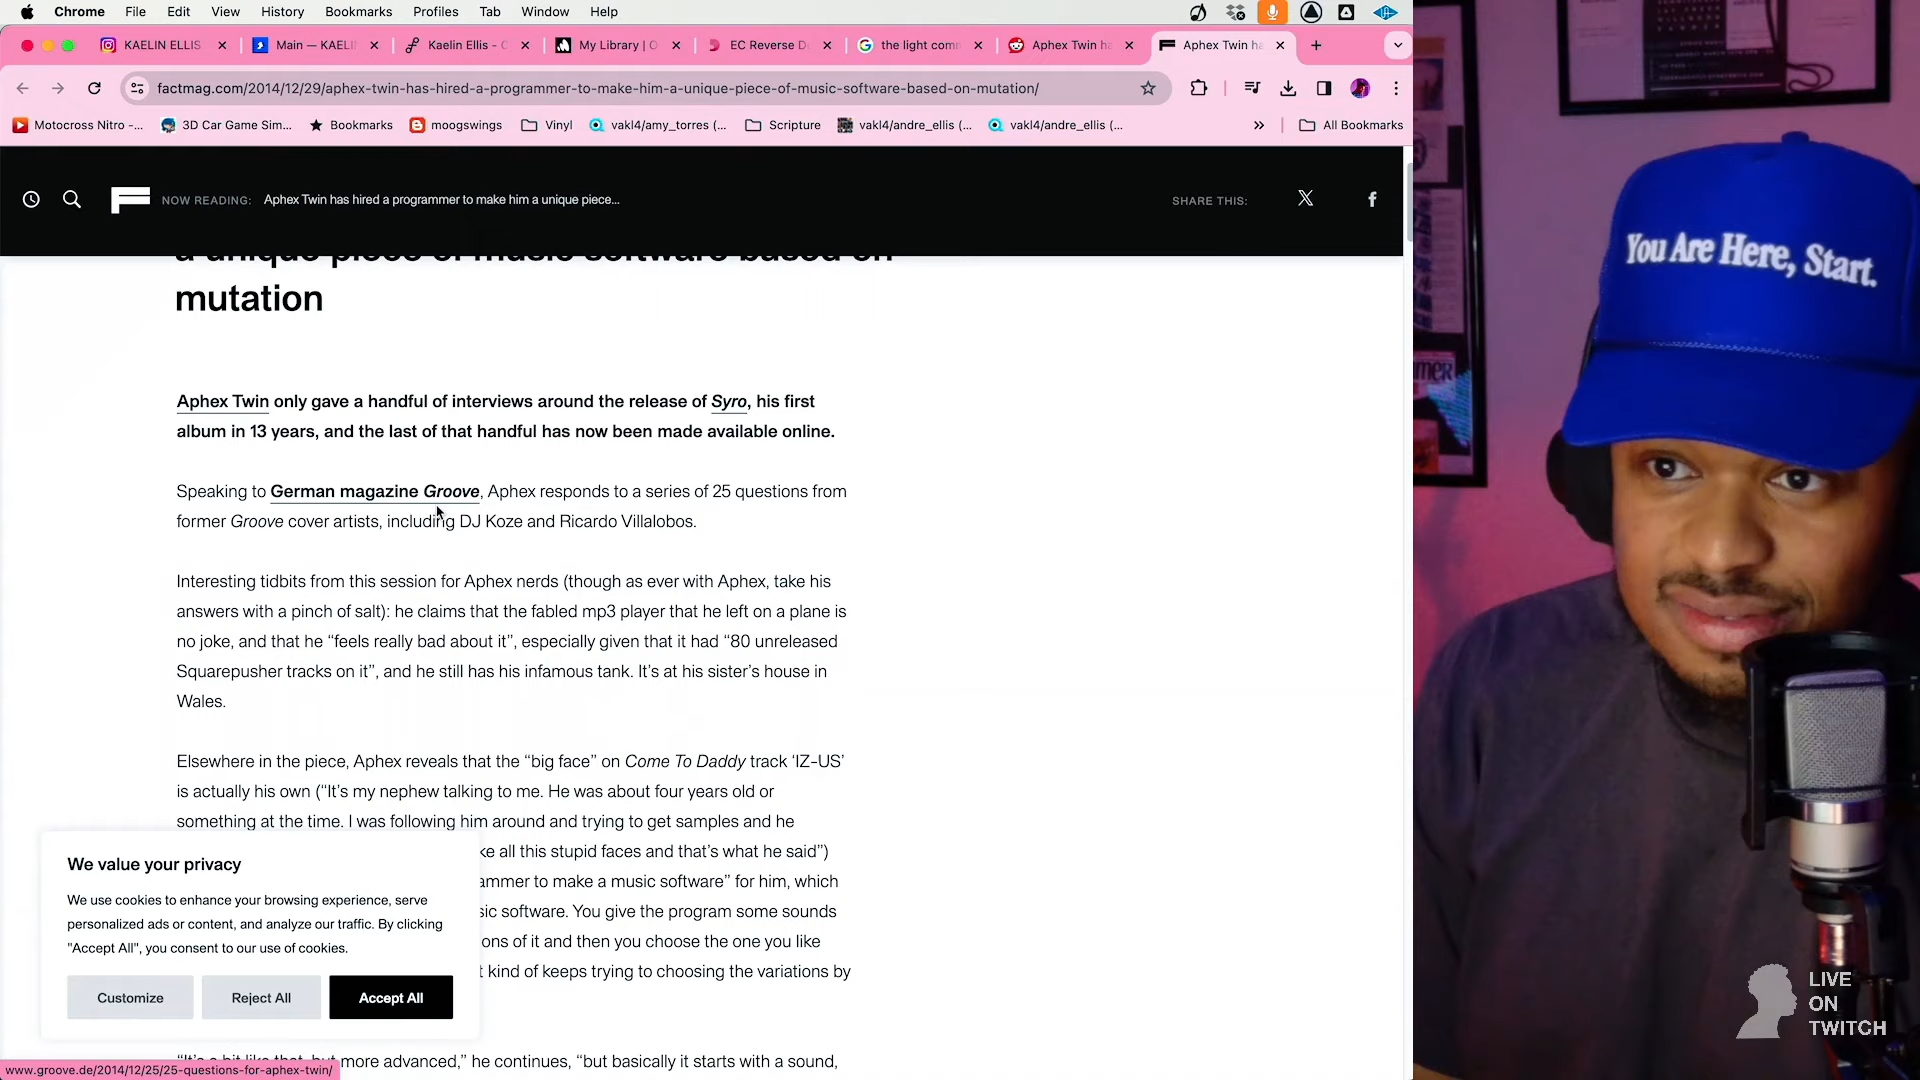 Chrome File Edit View History Bookmarks Profiles Tab Window Help
KAELIN ELLIS Main — KAELI Kaelin Ellis - My Library | EC Reverse D the light com Aphex Twin ha Aphex Twin ha
factmag.com/2014/12/29/aphex-twin-has-hired-a-programmer-to-make-him-a-unique-piece-of-music-software-based-on-mutation/
Motocross Nitro -... 3D Car Game Sim... Bookmarks moogswings Vinyl vakl4/amy_torres (... Scripture vakl4/andre_ellis (... vakl4/andre_ellis (... » All Bookmarks
NOW READING: Aphex Twin has hired a programmer to make him a unique piece... SHARE THIS:
a unique piece of music software based on
mutation
Aphex Twin only gave a handful of interviews around the release of Syro, his first
album in 13 years, and the last of that handful has now been made available online.
Speaking to German magazine Groove, Aphex responds to a series of 25 questions from
former Groove cover artists, including DJ Koze and Ricardo Villalobos.
Interesting tidbits from this session for Aphex nerds (though as ever with Aphex, take his
answers with a pinch of salt): he claims that the fabled mp3 player that he left on a plane is
no joke, and that he “feels really bad about it”, especially given that it had “80 unreleased
Squarepusher tracks on it”, and he still has his infamous tank. It’s at his sister’s house in
Wales.
Elsewhere in the piece, Aphex reveals that the “big face” on Come To Daddy track ‘IZ-US’
is actually his own (“It’s my nephew talking to me. He was about four years old or
something at the time. I was following him around and trying to get samples and he
ke all this stupid faces and that’s what he said”)
ammer to make a music software” for him, which
sic software. You give the program some sounds
ons of it and then you choose the one you like
t kind of keeps trying to choosing the variations by
“It’s a bit like that, but more advanced,” he continues, “but basically it starts with a sound,
We value your privacy
We use cookies to enhance your browsing experience, serve
personalized ads or content, and analyze our traffic. By clicking
"Accept All", you consent to our use of cookies.
Customize Reject All Accept All
www.groove.de/2014/12/25/25-questions-for-aphex-twin/
You Are Here, Start.
LIVE
ON
TWITCH